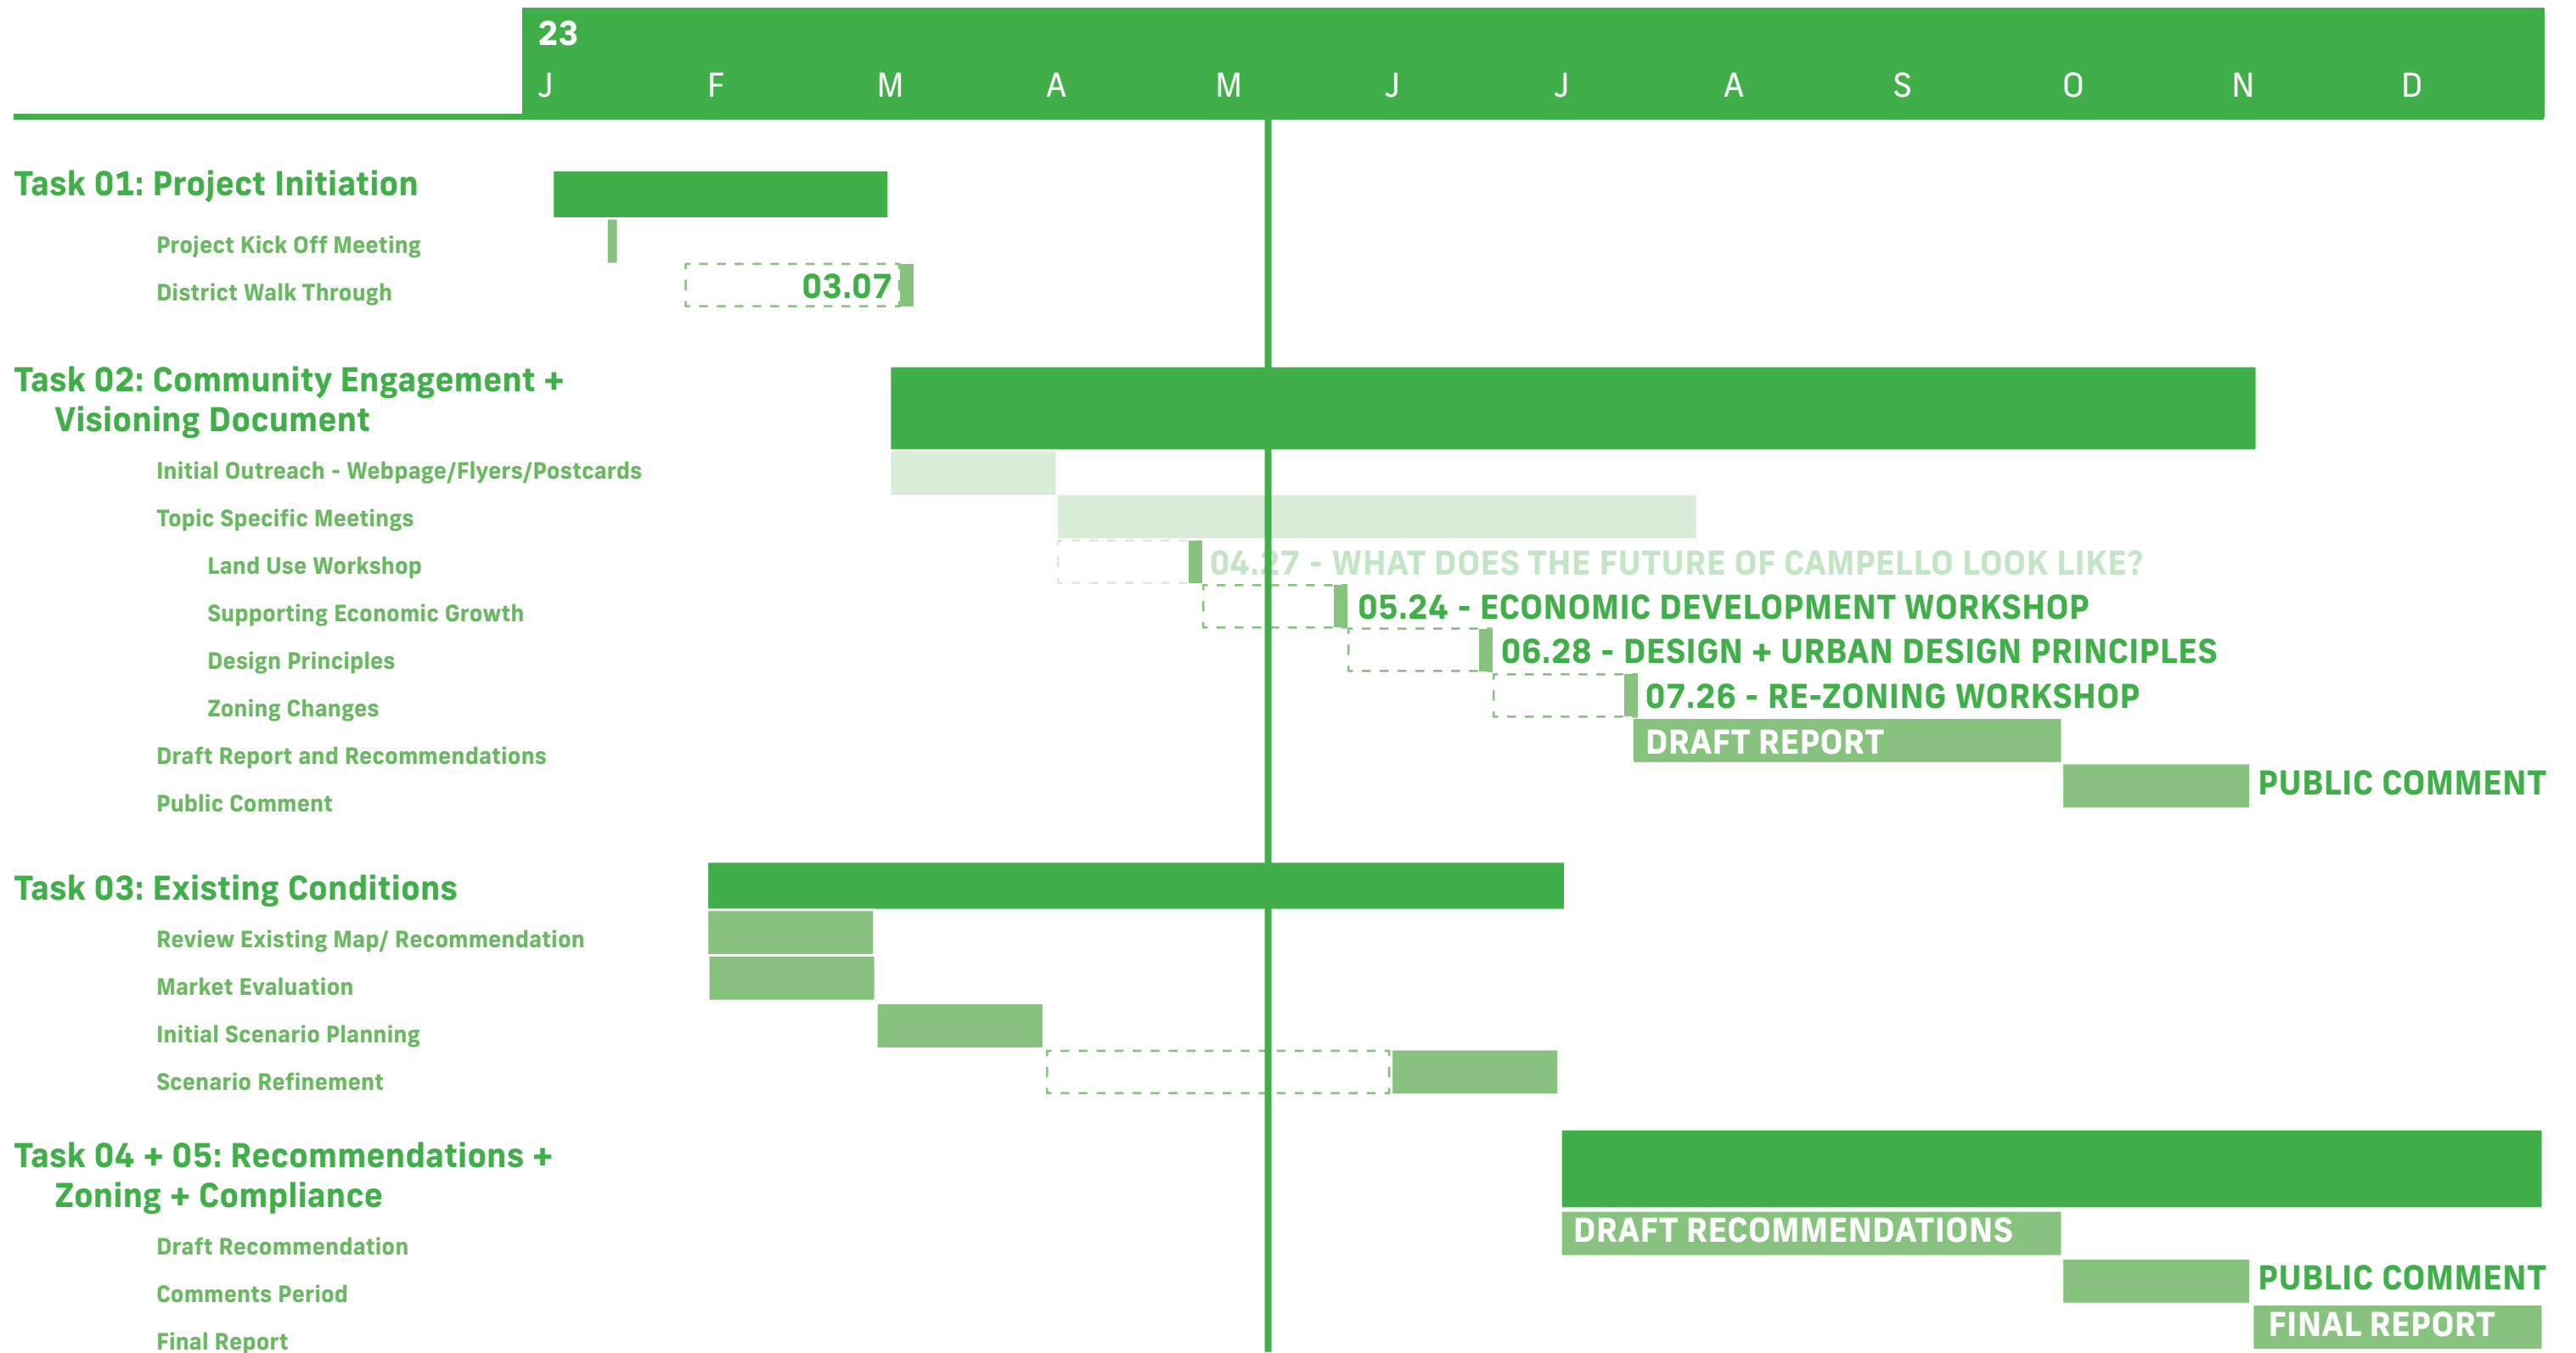 23
J F M A M J J A S O N D
Task 01: Project Initiation
Project Kick Off Meeting
District Walk Through
03.07
Task 02: Community Engagement +
Visioning Document
Initial Outreach - Webpage/Flyers/Postcards
Topic Specific Meetings
Land Use Workshop
04.27 - WHAT DOES THE FUTURE OF CAMPELLO LOOK LIKE?
Supporting Economic Growth
05.24 - ECONOMIC DEVELOPMENT WORKSHOP
Design Principles
06.28 - DESIGN + URBAN DESIGN PRINCIPLES
Zoning Changes
07.26 - RE-ZONING WORKSHOP
Draft Report and Recommendations
DRAFT REPORT
Public Comment
PUBLIC COMMENT
Task 03: Existing Conditions
Review Existing Map/ Recommendation
Market Evaluation
Initial Scenario Planning
Scenario Refinement
Task 04 + 05: Recommendations +
Zoning + Compliance
Draft Recommendation
DRAFT RECOMMENDATIONS
Comments Period
PUBLIC COMMENT
Final Report
FINAL REPORT